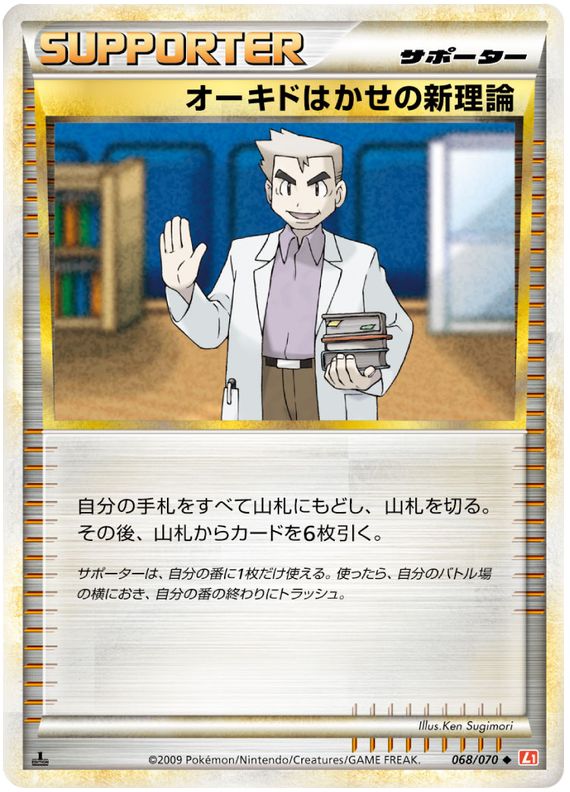 SUPPORTER サポーター
オーキドはかせの新理論
自分の手札をすべて山札にもどし、山札を切る。
その後、山札からカードを6枚引く。
サポーターは、自分の番に1枚だけ使える。使ったら、自分のバトル場
の横におき、自分の番の終わりにトラッシュ。
Illus.Ken Sugimori
1 EDITION ©2009 Pokémon/Nintendo/Creatures/GAME FREAK. 068/070 ◆ L1